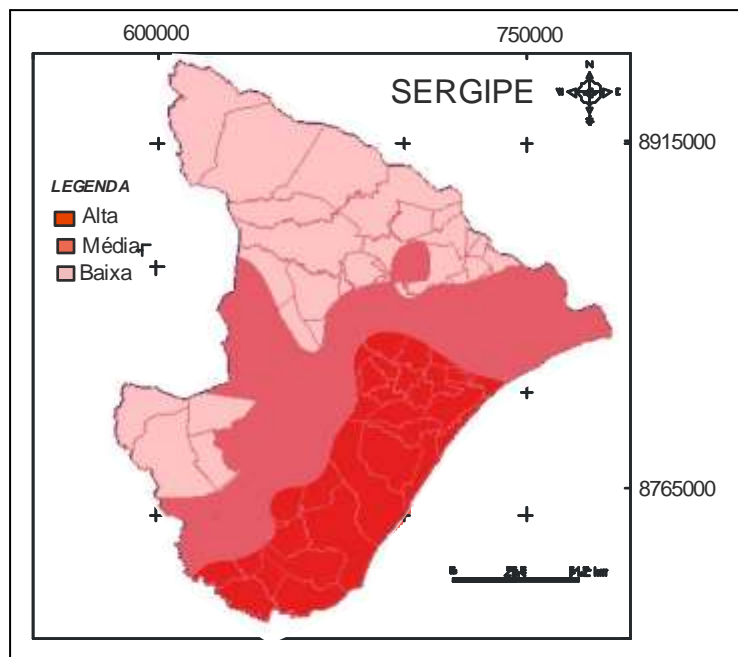 600000 750000
SERGIPE
N
8915000
LEGENDA
Alta
Média
Baixa
8765000